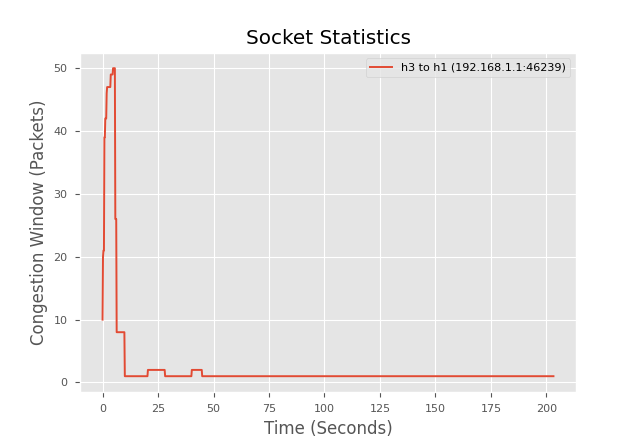 Socket Statistics
h3 to h1 (192.168.1.1:46239)
Congestion Window (Packets)
50
40
30
20
10
0
0 25 50 75 100 125 150 175 200
Time (Seconds)